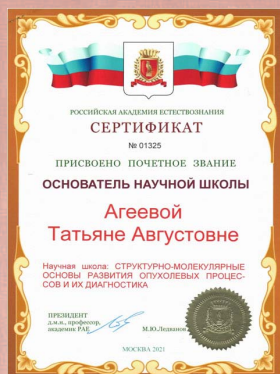 РОССИЙСКАЯ АКАДЕМИЯ ЕСТЕСТВОЗНАНИЯ
СЕРТИФИКАТ
№ 01325
ПРИСВОЕНО ПОЧЕТНОЕ ЗВАНИЕ
ОСНОВАТЕЛЬ НАУЧНОЙ ШКОЛЫ
Агеевой
Татьяне Августовне
Научная школа: СТРУКТУРНО-МОЛЕКУЛЯРНЫЕ
ОСНОВЫ РАЗВИТИЯ ОПУХОЛЕВЫХ ПРОЦЕС-
СОВ И ИХ ДИАГНОСТИКА
ПРЕЗИДЕНТ
д.м.н., профессор,
академик РАЕ М.Ю.Ледванов
МОСКВА 2021